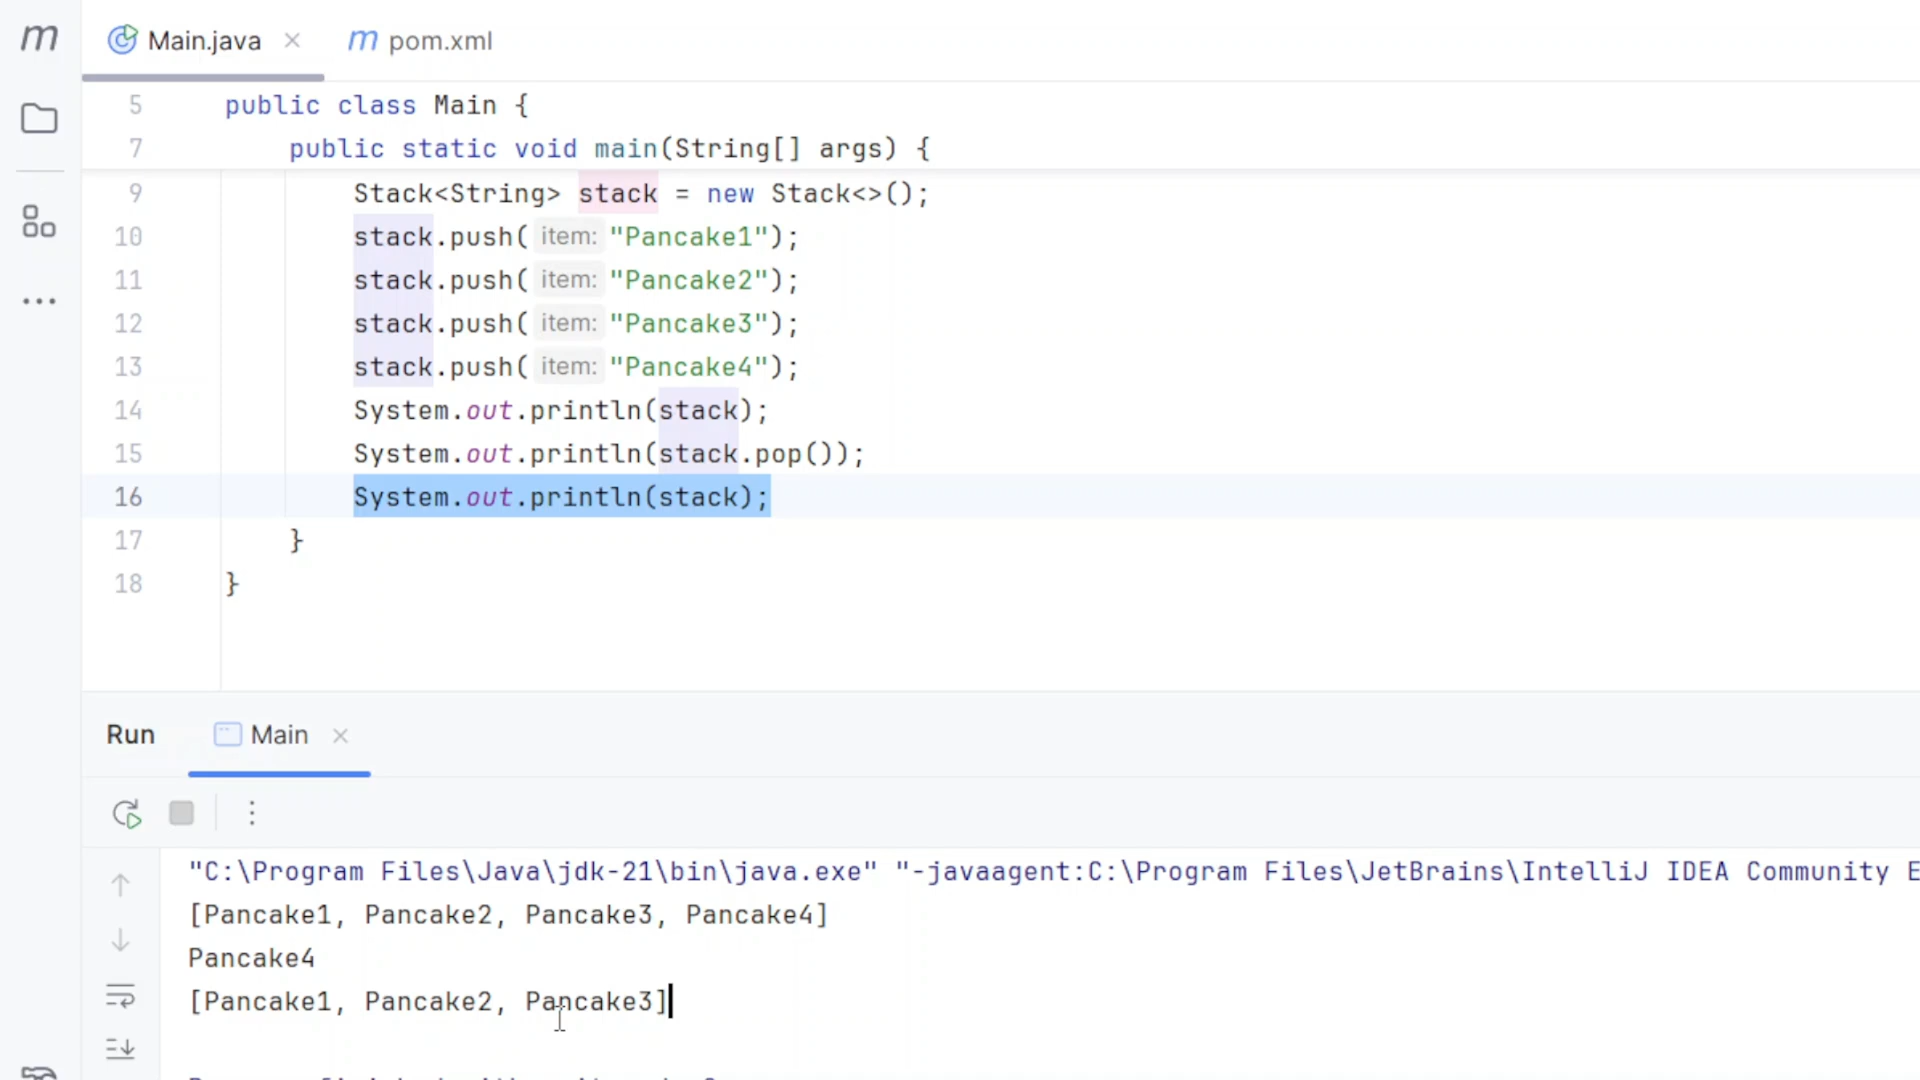 m Main.java × m pom.xml
5 public class Main {
7 public static void main(String[] args) {
9 Stack<String> stack = new Stack<>();
10 stack.push( item: "Pancake1");
11 stack.push( item: "Pancake2");
12 stack.push( item: "Pancake3");
13 stack.push( item: "Pancake4");
14 System.out.println(stack);
15 System.out.println(stack.pop());
16 System.out.println(stack);
17 }
18 }
Run Main ×
"C:\Program Files\Java\jdk-21\bin\java.exe" "-javaagent:C:\Program Files\JetBrains\IntelliJ IDEA Community E
[Pancake1, Pancake2, Pancake3, Pancake4]
Pancake4
[Pancake1, Pancake2, Pancake3]